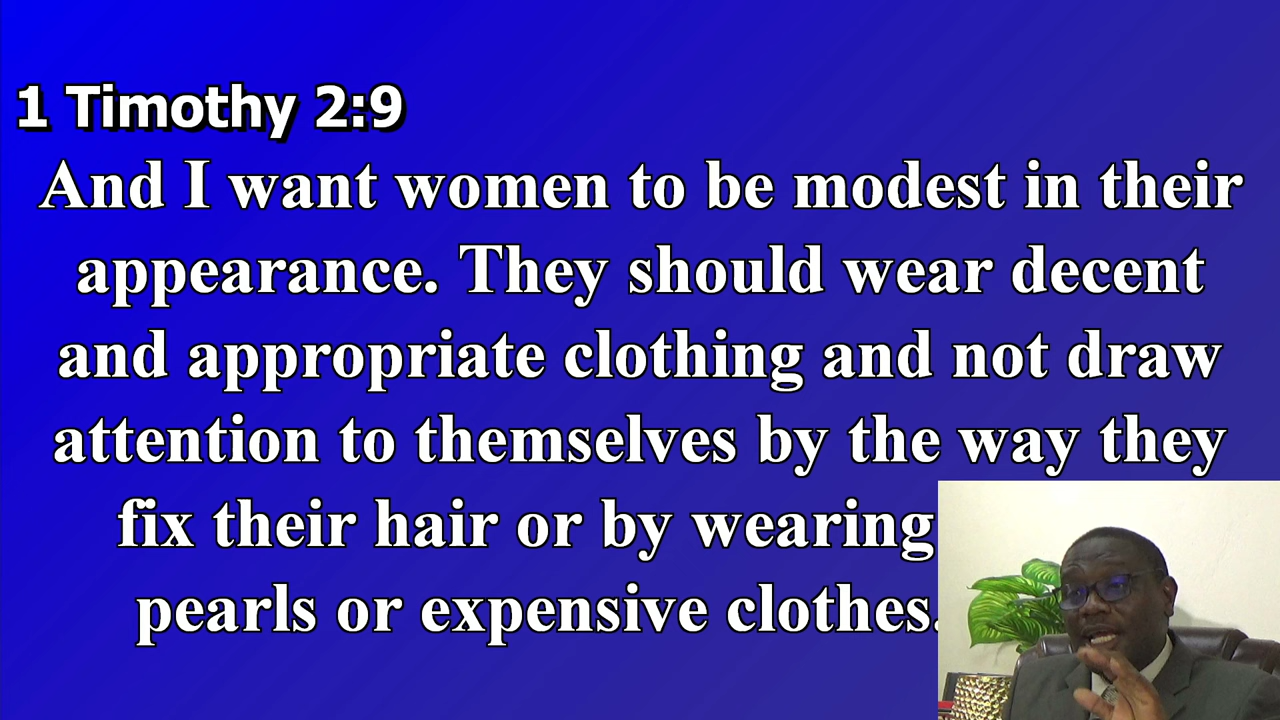 1 Timothy 2:9
And I want women to be modest in their
appearance. They should wear decent
and appropriate clothing and not draw
attention to themselves by the way they
fix their hair or by wearing
pearls or expensive clothes.